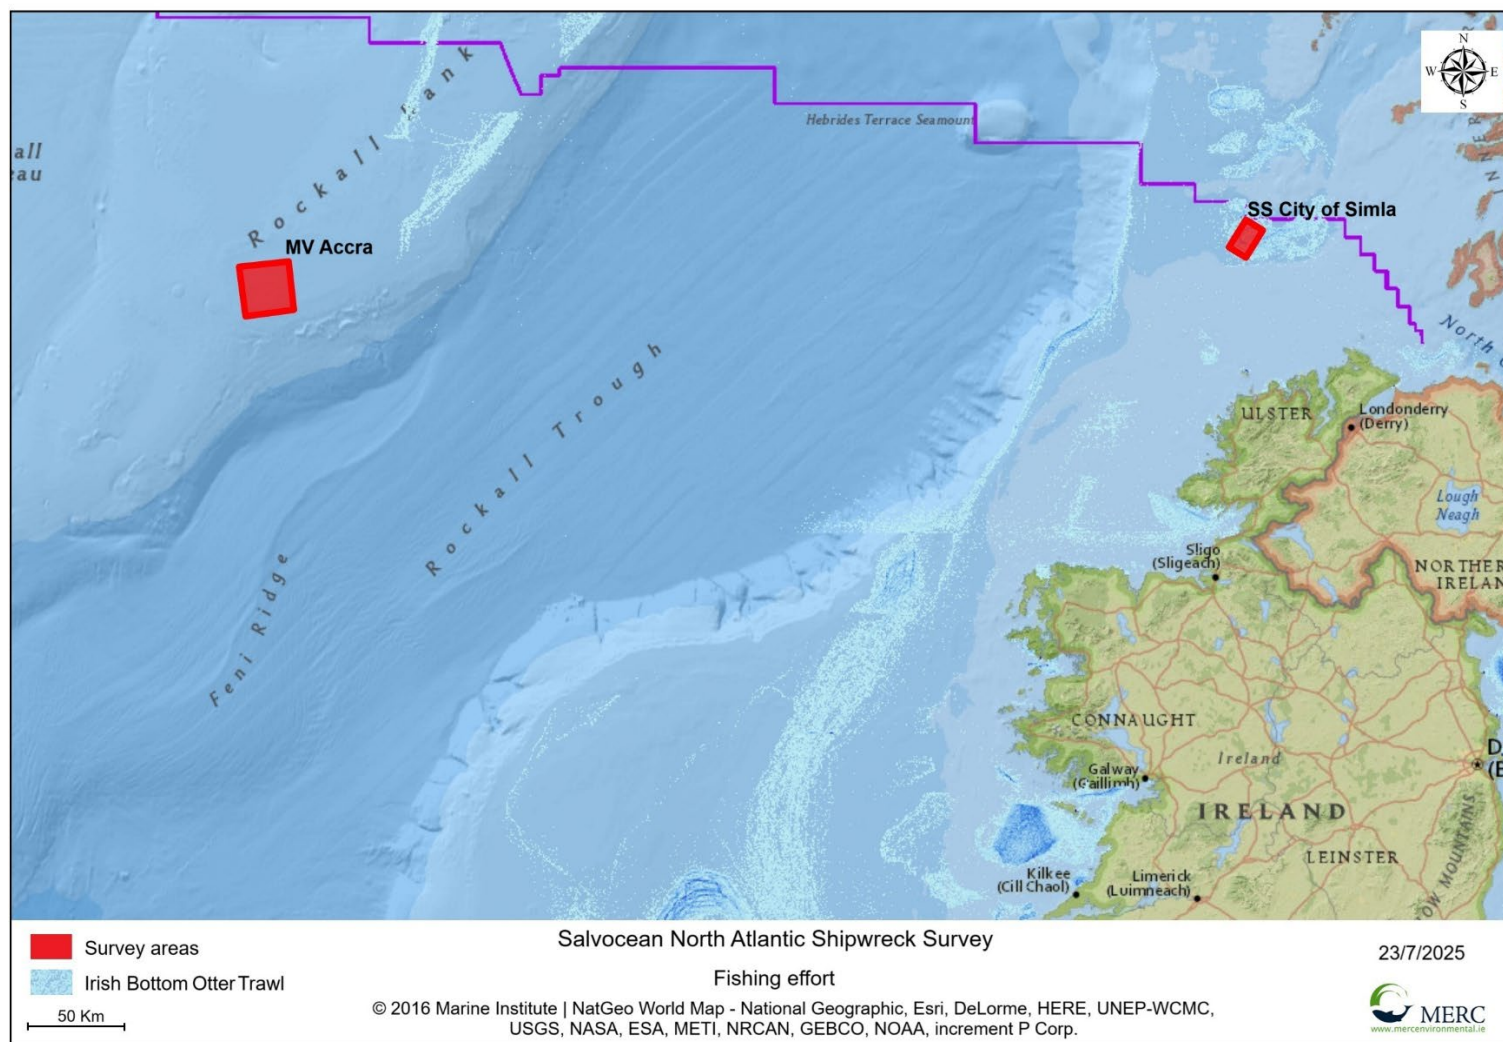 N
W E
S
Rockall Bank
Hebrides Terrace Seamount
all
eau
SS City of Simla
MV Accra
North
Rockall Trough
ULSTER
Londonderry
(Derry)
Lough
Neagh
Sligo
(Sligeach)
NORTHER
IRELAN
Feni Ridge
CONNAUGHT
Ireland
Galway
(Gaillimh)
IRELAND
LEINSTER
OW MOUNTAINS
Kilkee
(Cill Chaol)
Limerick
(Luimneach)
Survey areas
Irish Bottom Otter Trawl
50 Km
Salvocean North Atlantic Shipwreck Survey
Fishing effort
© 2016 Marine Institute | NatGeo World Map - National Geographic, Esri, DeLorme, HERE, UNEP-WCMC,
USGS, NASA, ESA, METI, NRCAN, GEBCO, NOAA, increment P Corp.
23/7/2025
MERC
www.mercenvironmental.ie